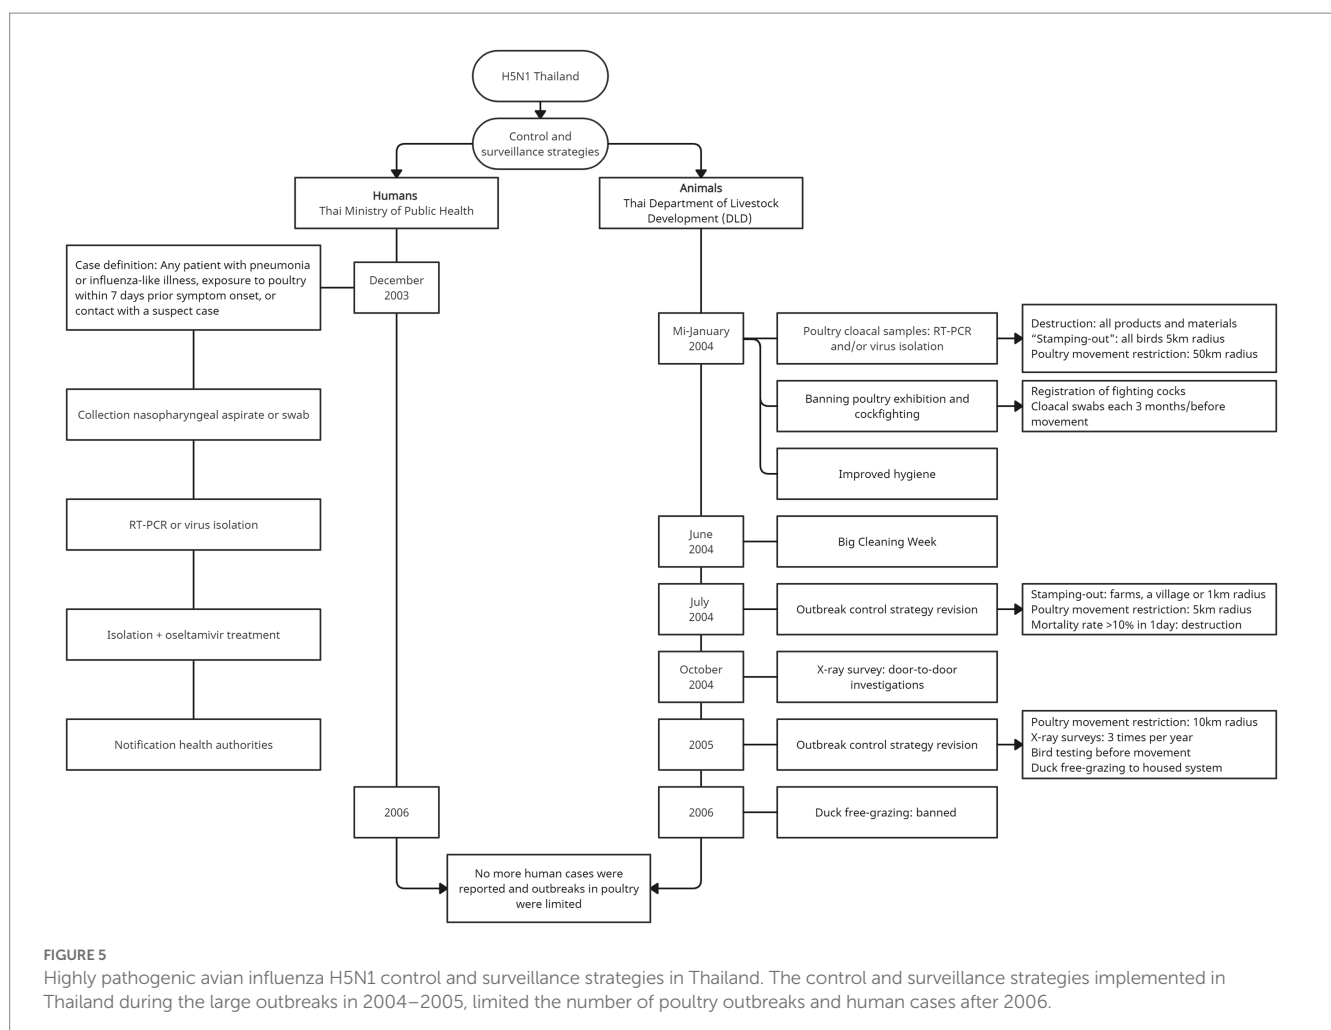 H5N1 Thailand
Control and
surveillance strategies
Humans
Thai Ministry of Public Health
Animals
Thai Department of Livestock
Development (DLD)
Case definition: Any patient with pneumonia
or influenza-like illness, exposure to poultry
within 7 days prior symptom onset, or
contact with a suspect case
December
2003
Collection nasopharyngeal aspirate or swab
RT-PCR or virus isolation
Isolation + oseltamivir treatment
Notification health authorities
2006
Mi-January
2004
Poultry cloacal samples: RT-PCR
and/or virus isolation
Destruction: all products and materials
"Stamping-out": all birds 5km radius
Poultry movement restriction: 50km radius
Banning poultry exhibition and
cockfighting
Registration of fighting cocks
Cloacal swabs each 3 months/before
movement
Improved hygiene
June
2004
Big Cleaning Week
July
2004
Outbreak control strategy revision
Stamping-out: farms, a village or 1km radius
Poultry movement restriction: 5km radius
Mortality rate >10% in 1day: destruction
October
2004
X-ray survey: door-to-door
investigations
2005
Outbreak control strategy revision
Poultry movement restriction: 10km radius
X-ray surveys: 3 times per year
Bird testing before movement
Duck free-grazing to housed system
2006
Duck free-grazing: banned
No more human cases were
reported and outbreaks in poultry
were limited
FIGURE 5
Highly pathogenic avian influenza H5N1 control and surveillance strategies in Thailand. The control and surveillance strategies implemented in
Thailand during the large outbreaks in 2004–2005, limited the number of poultry outbreaks and human cases after 2006.